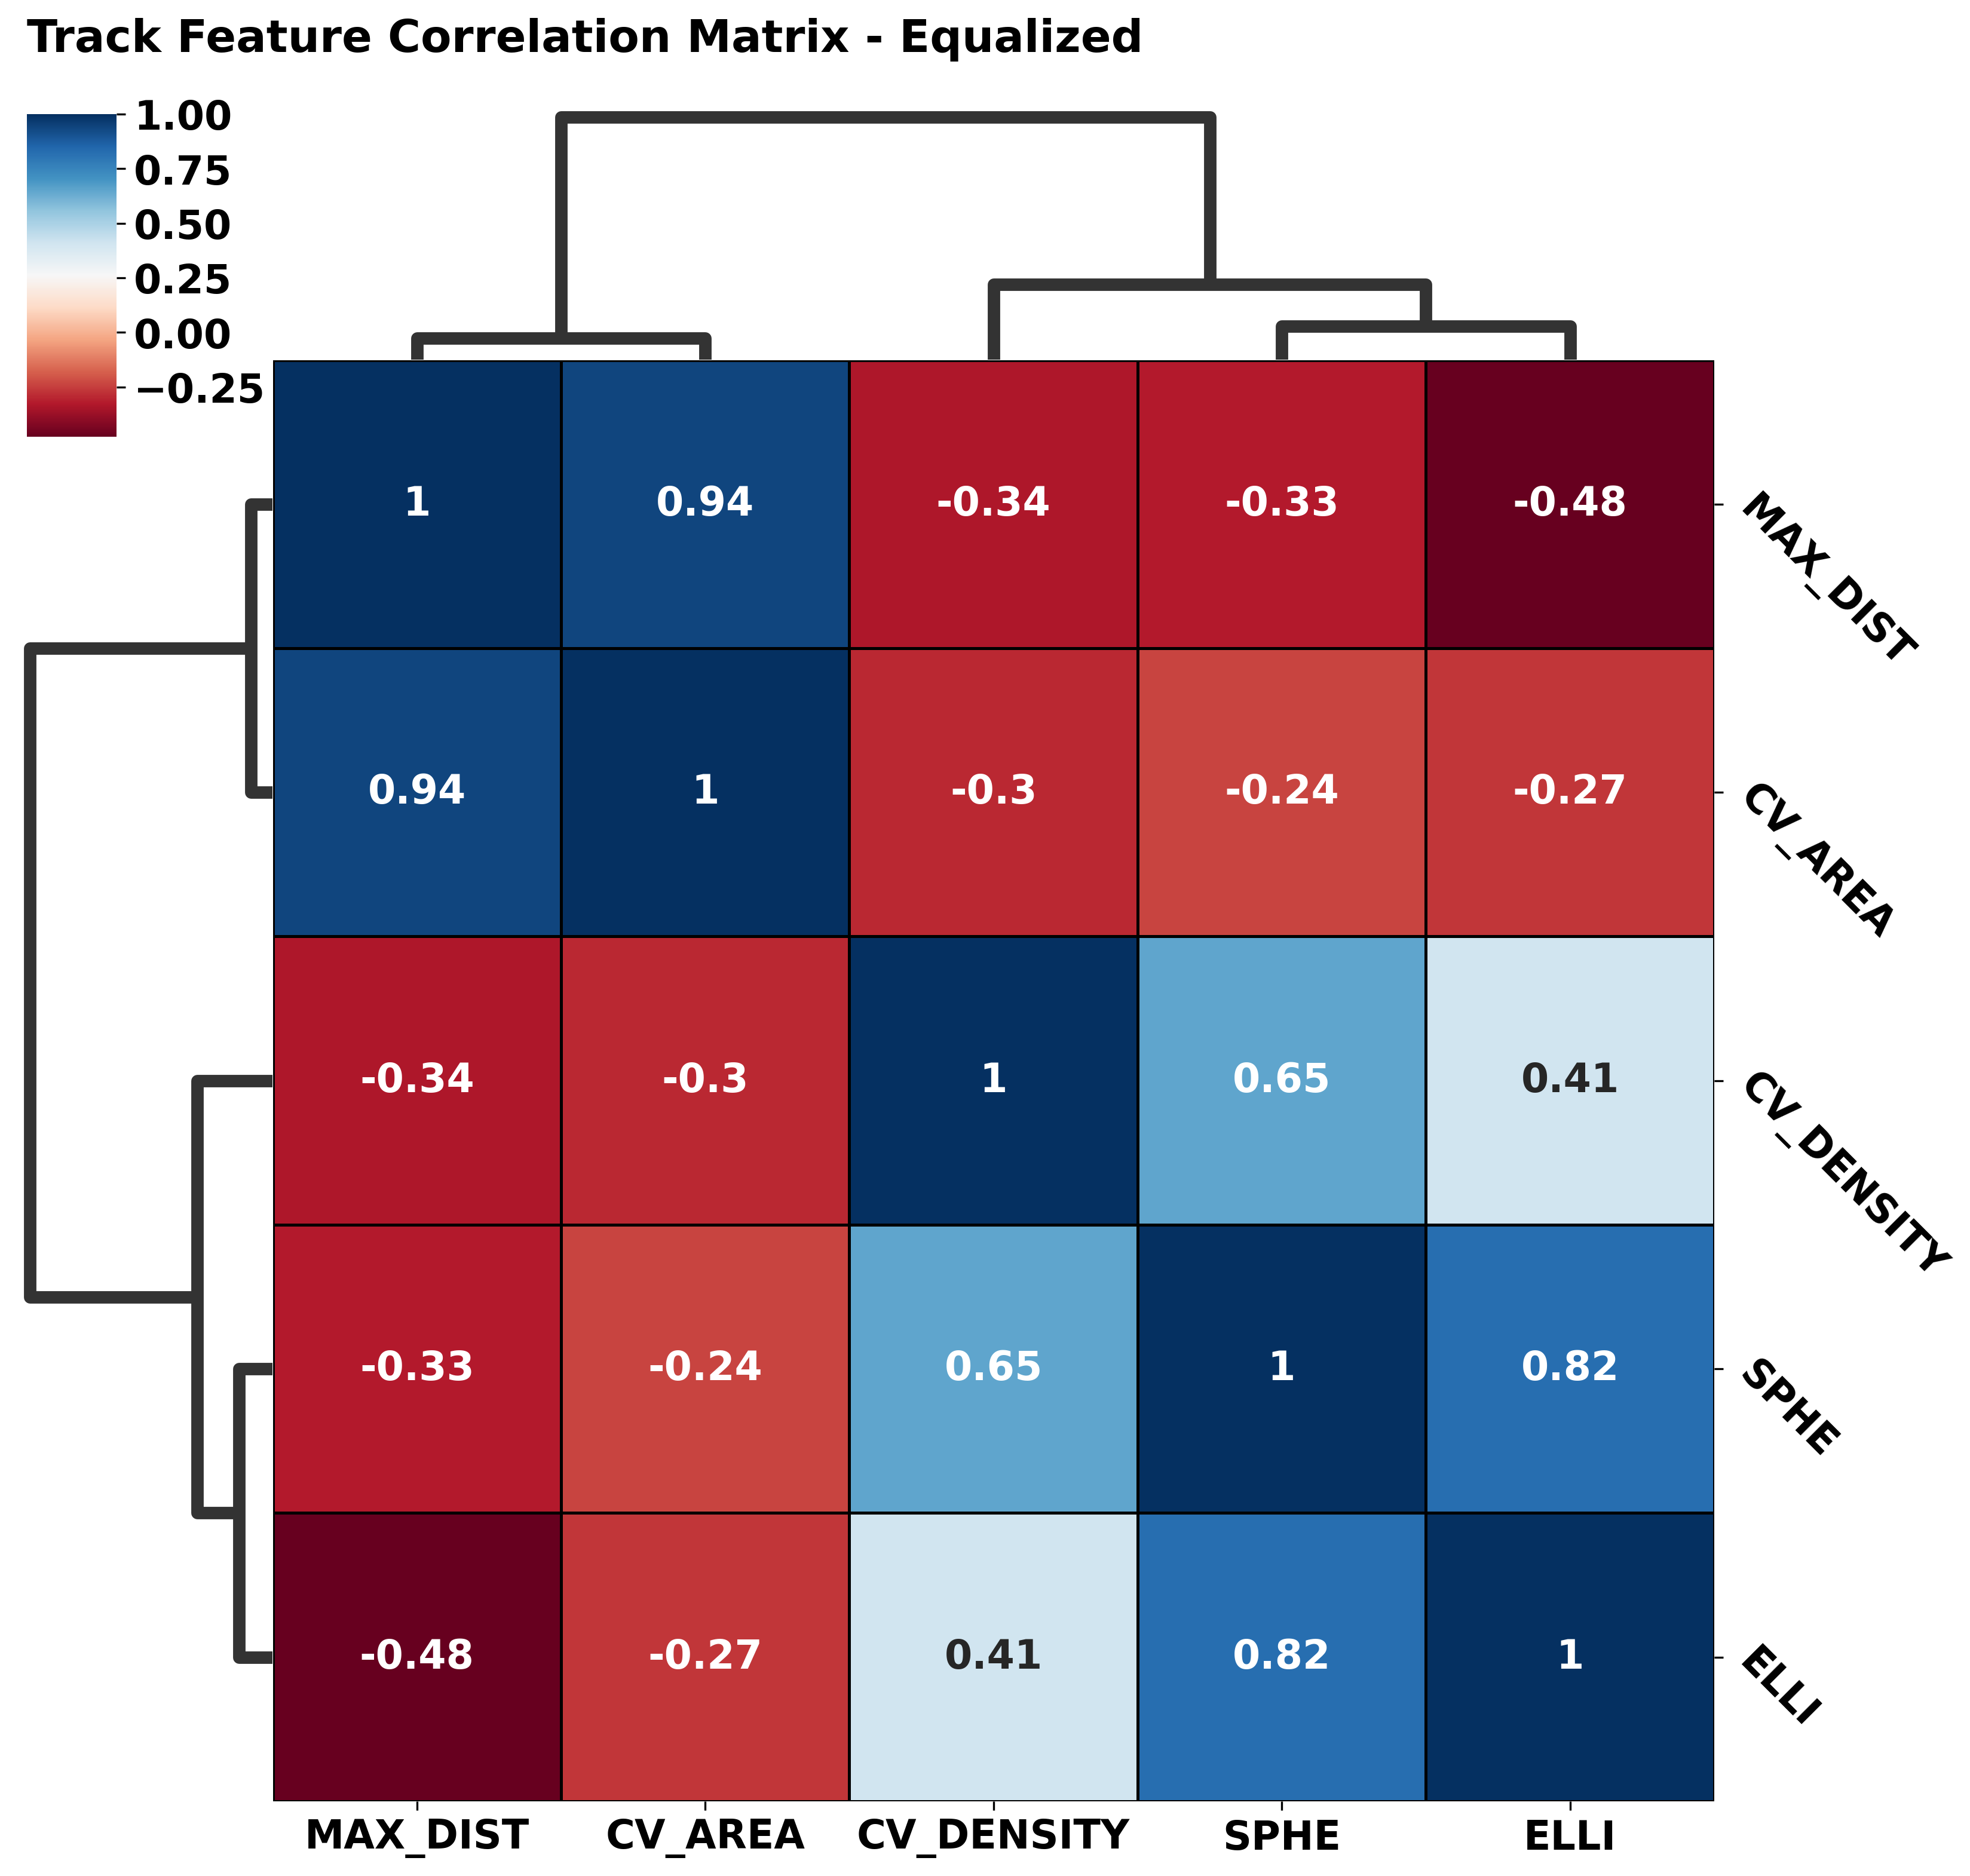 Track Feature Correlation Matrix - Equalized
1.00
0.75
0.50
0.25
0.00
−0.25
1 0.94 -0.34 -0.33 -0.48 MAX_DIST
0.94 1 -0.3 -0.24 -0.27 CV_AREA
-0.34 -0.3 1 0.65 0.41 CV_DENSITY
-0.33 -0.24 0.65 1 0.82 SPHE
-0.48 -0.27 0.41 0.82 1 ELLI
MAX_DIST CV_AREA CV_DENSITY SPHE ELLI